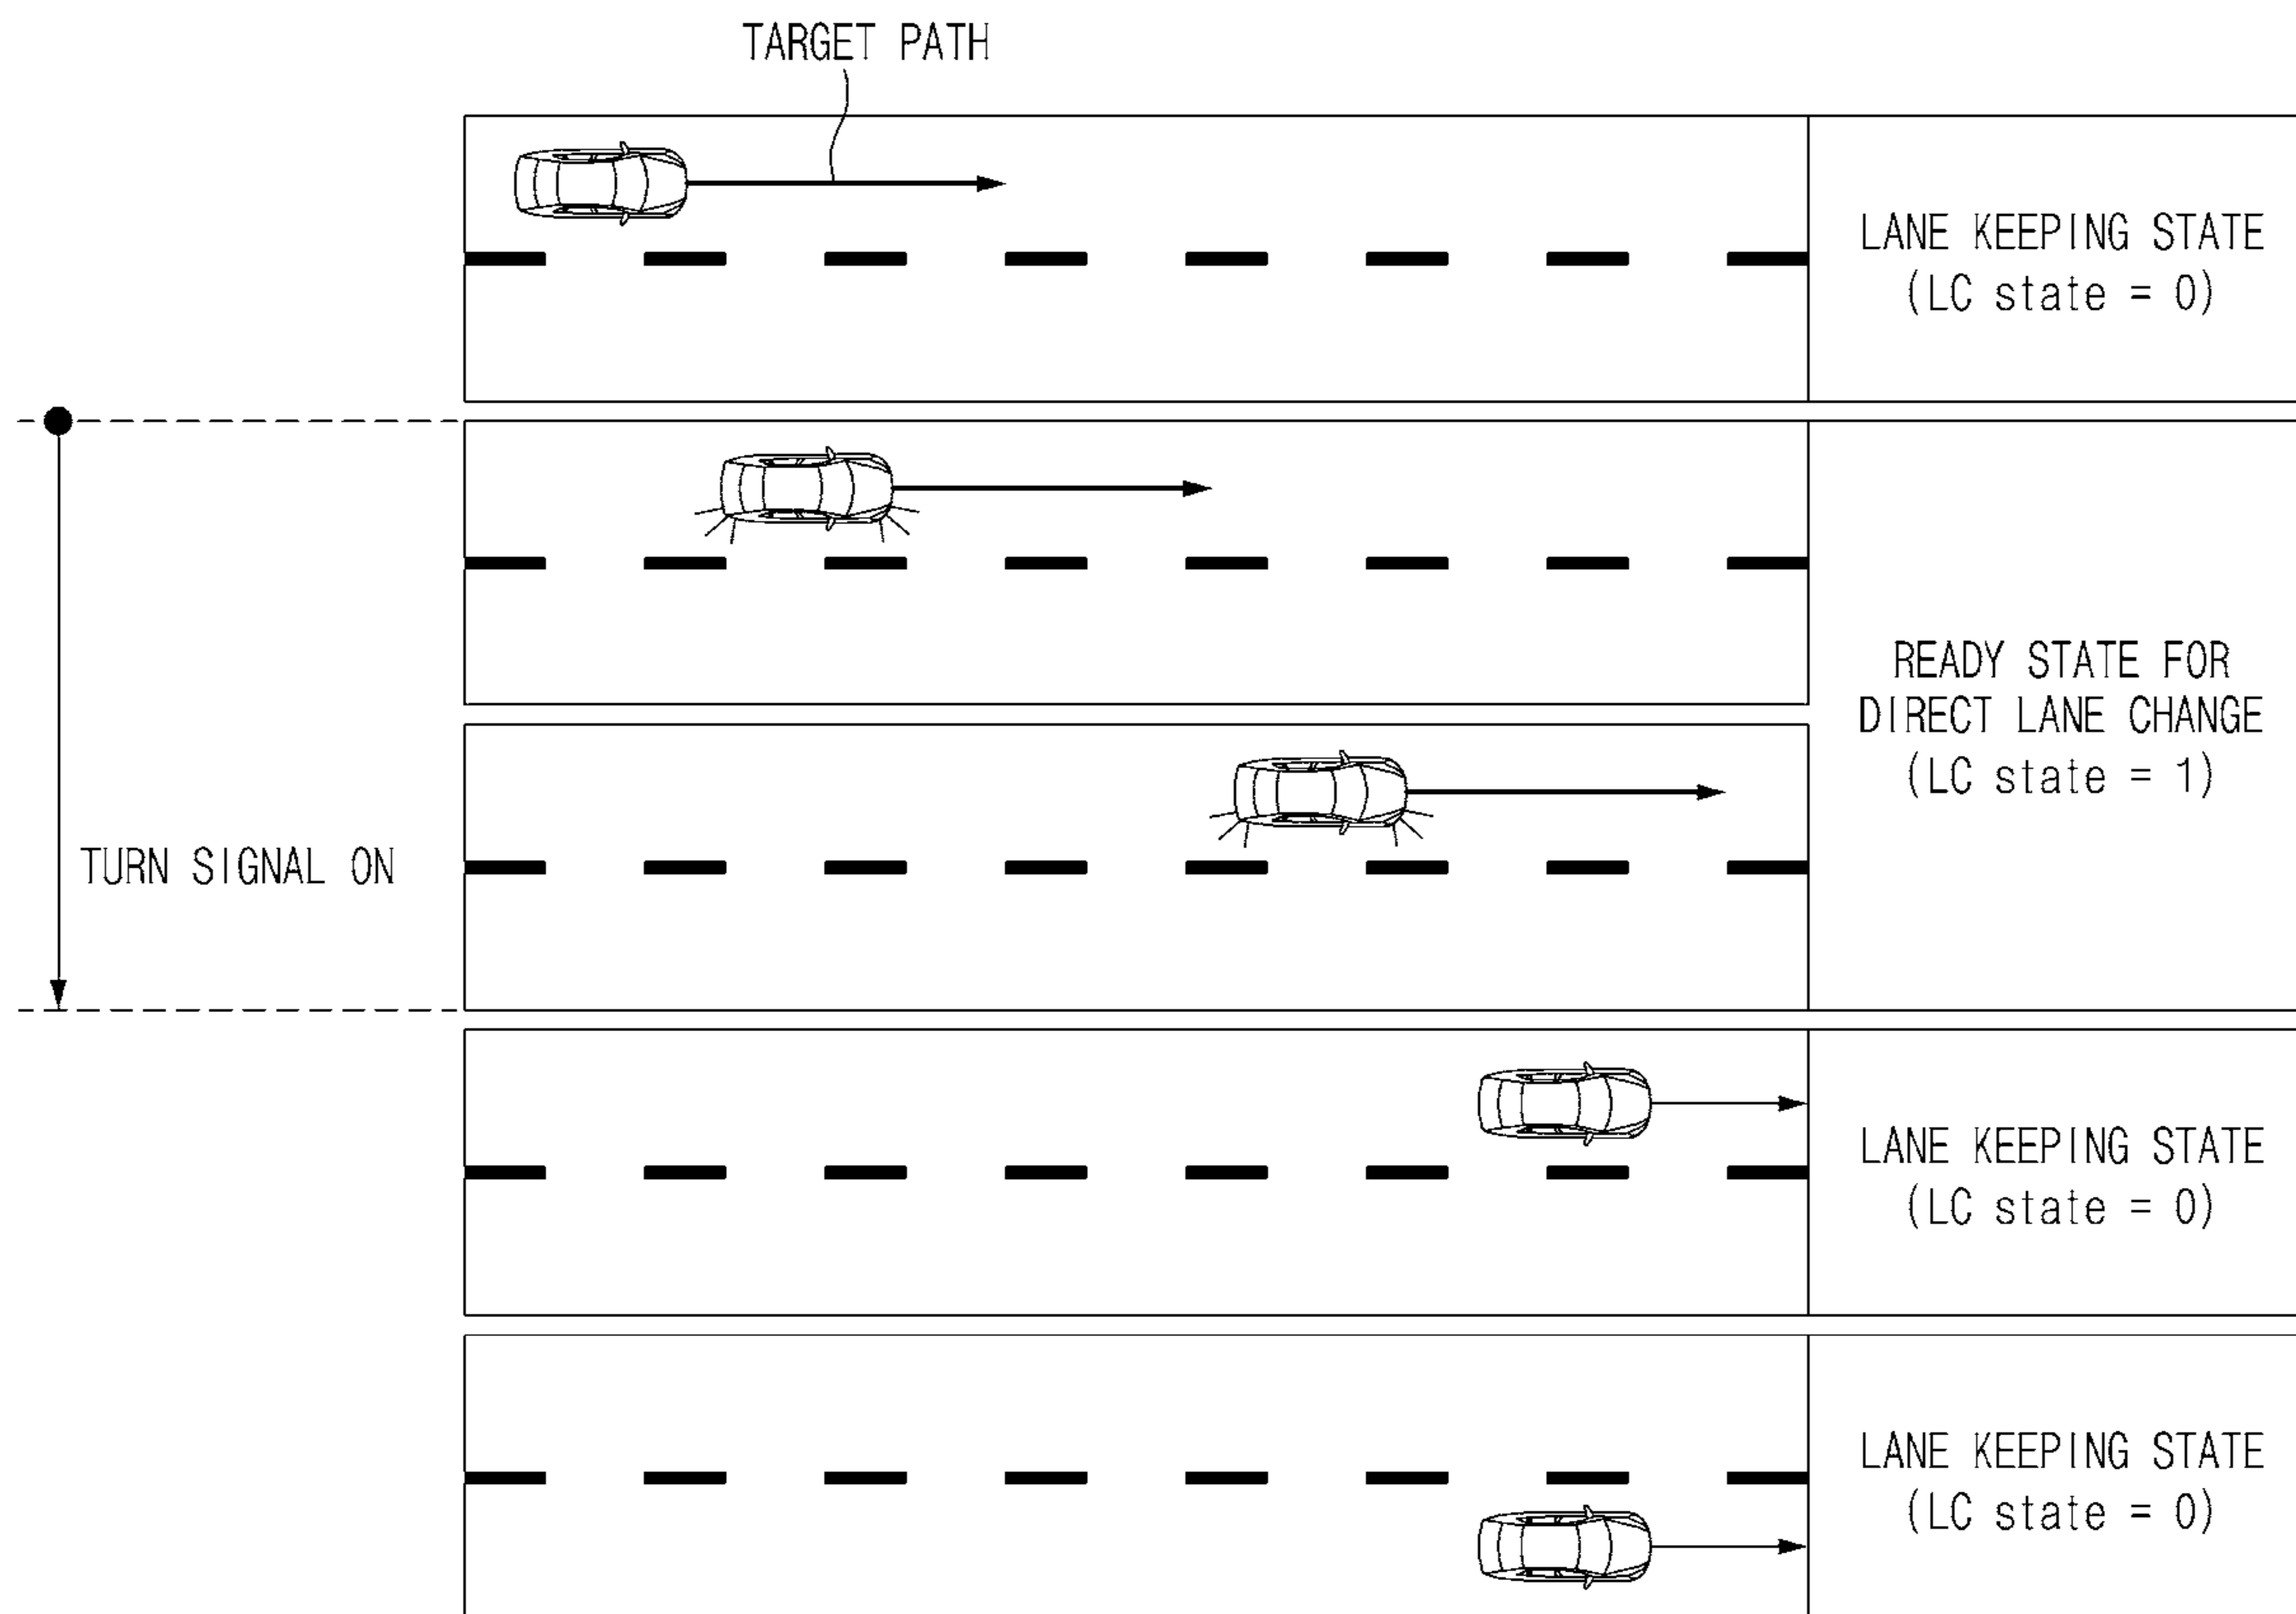 TARGET PATH
LANE KEEPING STATE
(LC state = 0)
READY STATE FOR
DIRECT LANE CHANGE
(LC state = 1)
TURN SIGNAL ON
LANE KEEPING STATE
(LC state = 0)
LANE KEEPING STATE
(LC state = 0)